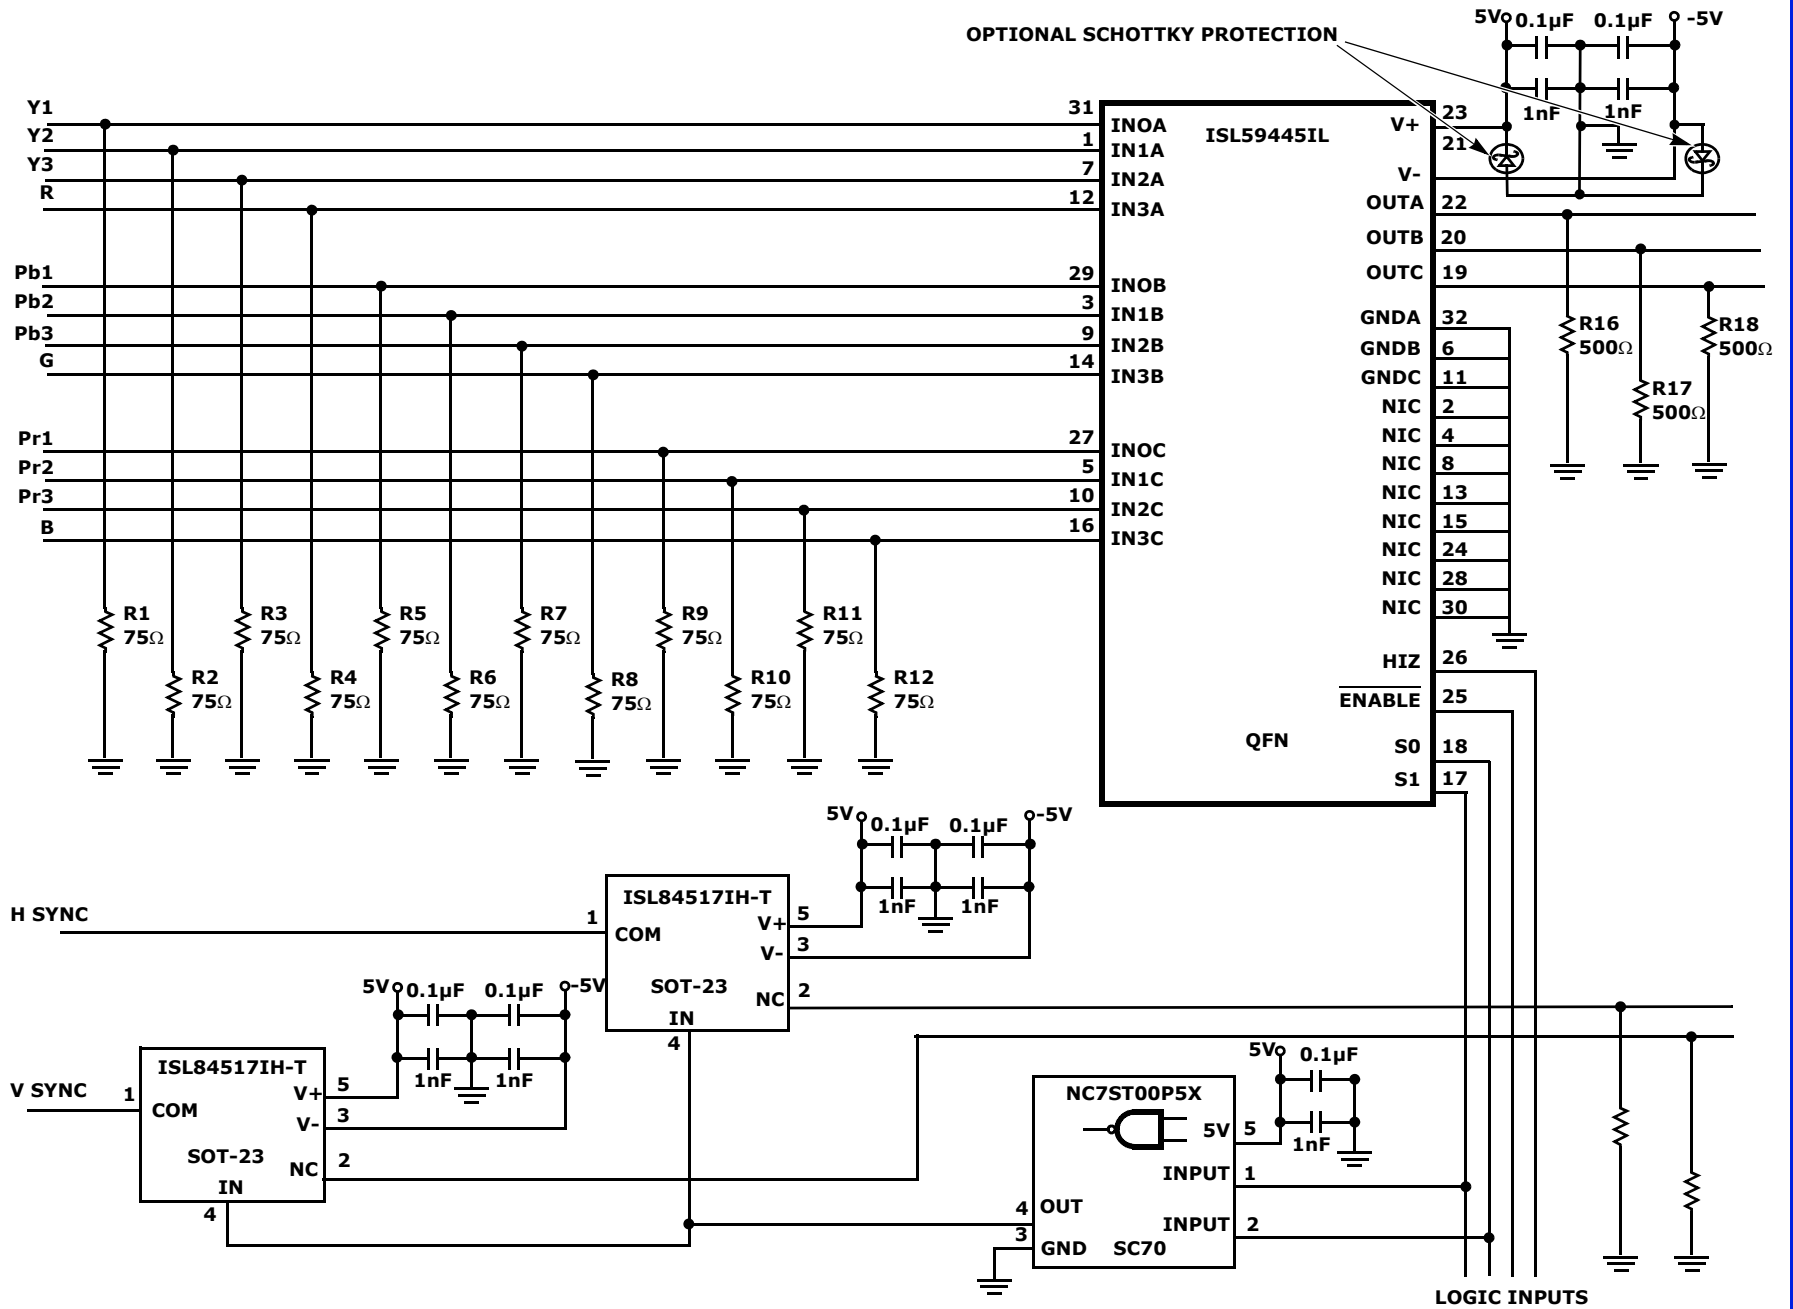 OPTIONAL SCHOTTKY PROTECTION
5V 0.1µF 0.1µF -5V
1nF 1nF
Y1
Y2
Y3
R
Pb1
Pb2
Pb3
G
Pr1
Pr2
Pr3
B
31 INOA
1 IN1A
7 IN2A
12 IN3A
29 INOB
3 IN1B
9 IN2B
14 IN3B
27 INOC
5 IN1C
10 IN2C
16 IN3C
ISL59445IL
QFN
V+ 23
V- 21
OUTA 22
OUTB 20
OUTC 19
GNDA 32
GNDB 6
GNDC 11
NIC 2
NIC 4
NIC 8
NIC 13
NIC 15
NIC 24
NIC 28
NIC 30
HIZ 26
ENABLE 25
S0 18
S1 17
R16
500Ω
R17
500Ω
R18
500Ω
R1
75Ω
R2
75Ω
R3
75Ω
R4
75Ω
R5
75Ω
R6
75Ω
R7
75Ω
R8
75Ω
R9
75Ω
R10
75Ω
R11
75Ω
R12
75Ω
5V 0.1µF 0.1µF -5V
1nF 1nF
H SYNC
ISL84517IH-T
1 COM
V+ 5
V- 3
SOT-23
NC 2
IN
4
5V 0.1µF 0.1µF -5V
1nF 1nF
V SYNC
ISL84517IH-T
1 COM
V+ 5
V- 3
SOT-23
NC 2
IN
4
5V 0.1µF
1nF
NC7ST00P5X
5V 5
INPUT 1
4 OUT
INPUT 2
3 GND
SC70
LOGIC INPUTS